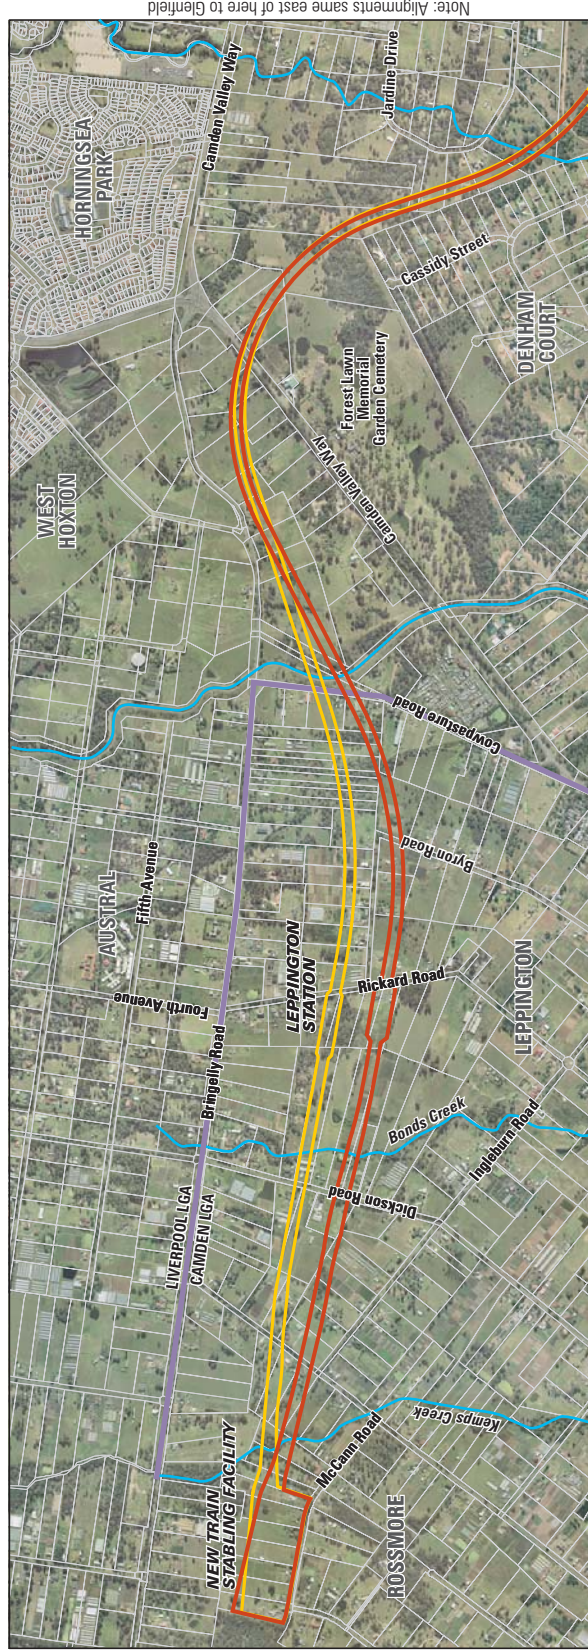 Note: Alignments same east of here to Glenfield
HORNINGSEA
PARK
Camden Valley Way
Jardine Drive
Cassidy Street
DENHAM
COURT
Forest Lawn
Memorial
Garden Cemetery
Camden Valley Way
WEST
HOXTON
Cowpasture Road
Byron Road
AUSTRAL
Fifth Avenue
Fourth Avenue
LEPPINGTON
STATION
Rickard Road
LEPPINGTON
Bringelly Road
Bonds Creek
Ingleburn Road
Dickson Road
LIVERPOOL LGA
CAMDEN LGA
Kemps Creek
McCann Road
NEW TRAIN
STABLING FACILITY
ROSSMORE